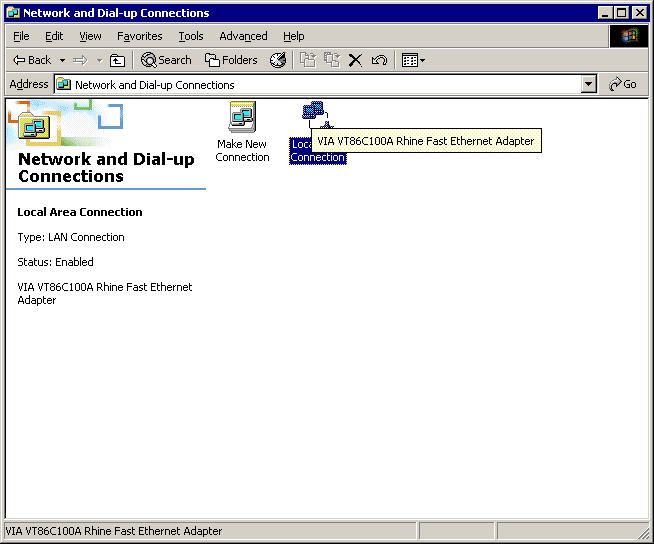 Network and Dial-up Connections
File Edit View Favorites Tools Advanced Help
Back Search Folders
Address Network and Dial-up Connections Go
Network and Dial-up
Connections
Local Area Connection
Type: LAN Connection
Status: Enabled
VIA VT86C100A Rhine Fast Ethernet
Adapter
Make New
Connection
Connection
VIA VT86C100A Rhine Fast Ethernet Adapter
VIA VT86C100A Rhine Fast Ethernet Adapter